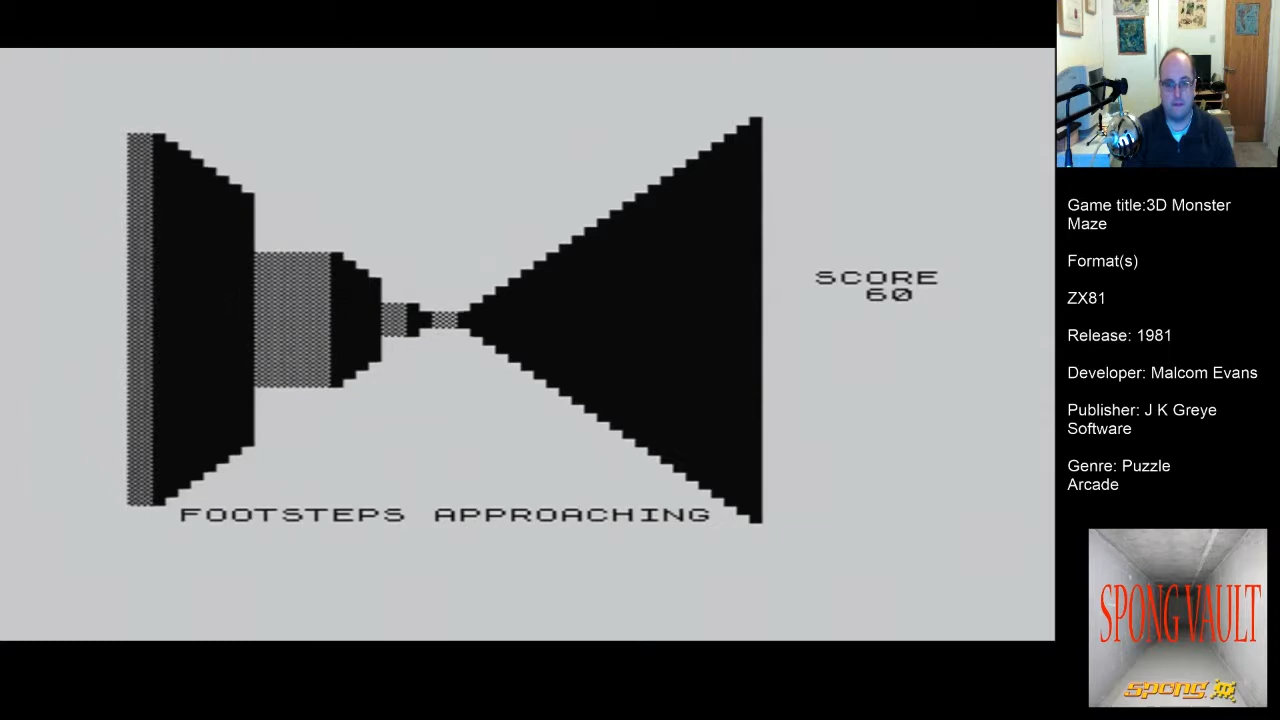 SCORE
60
FOOTSTEPS APPROACHING
Game title:3D Monster
Maze
Format(s)
ZX81
Release: 1981
Developer: Malcom Evans
Publisher: J K Greye
Software
Genre: Puzzle
Arcade
SPONG VAULT
spong